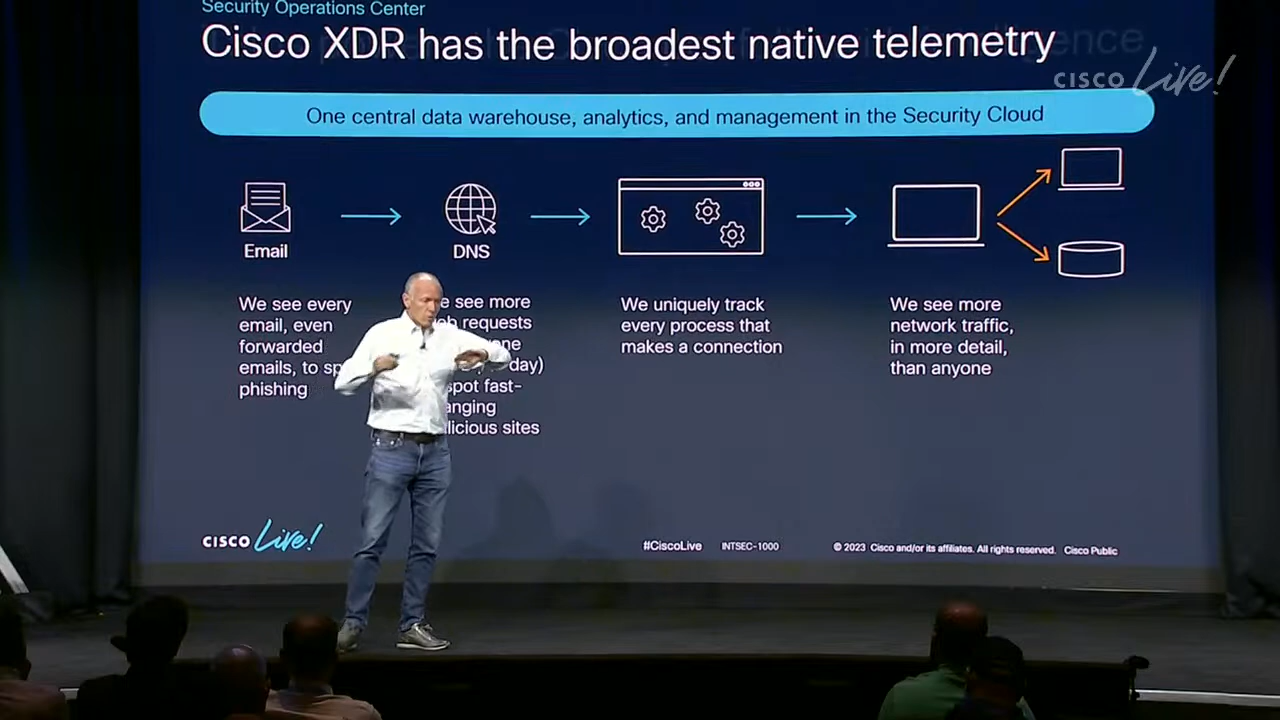 Security Operations Center
Cisco XDR has the broadest native telemetry
CISCO Live!
One central data warehouse, analytics, and management in the Security Cloud
Email
DNS
We see every
email, even
forwarded
emails, to
phishing
see more
requests
day)
spot fast-
sites
We uniquely track
every process that
makes a connection
We see more
network traffic,
in more detail,
than anyone
CISCO Live!
#CiscoLive
INTSEC-1000
© 2023 Cisco and/or its affiliates. All rights reserved.
Cisco Public